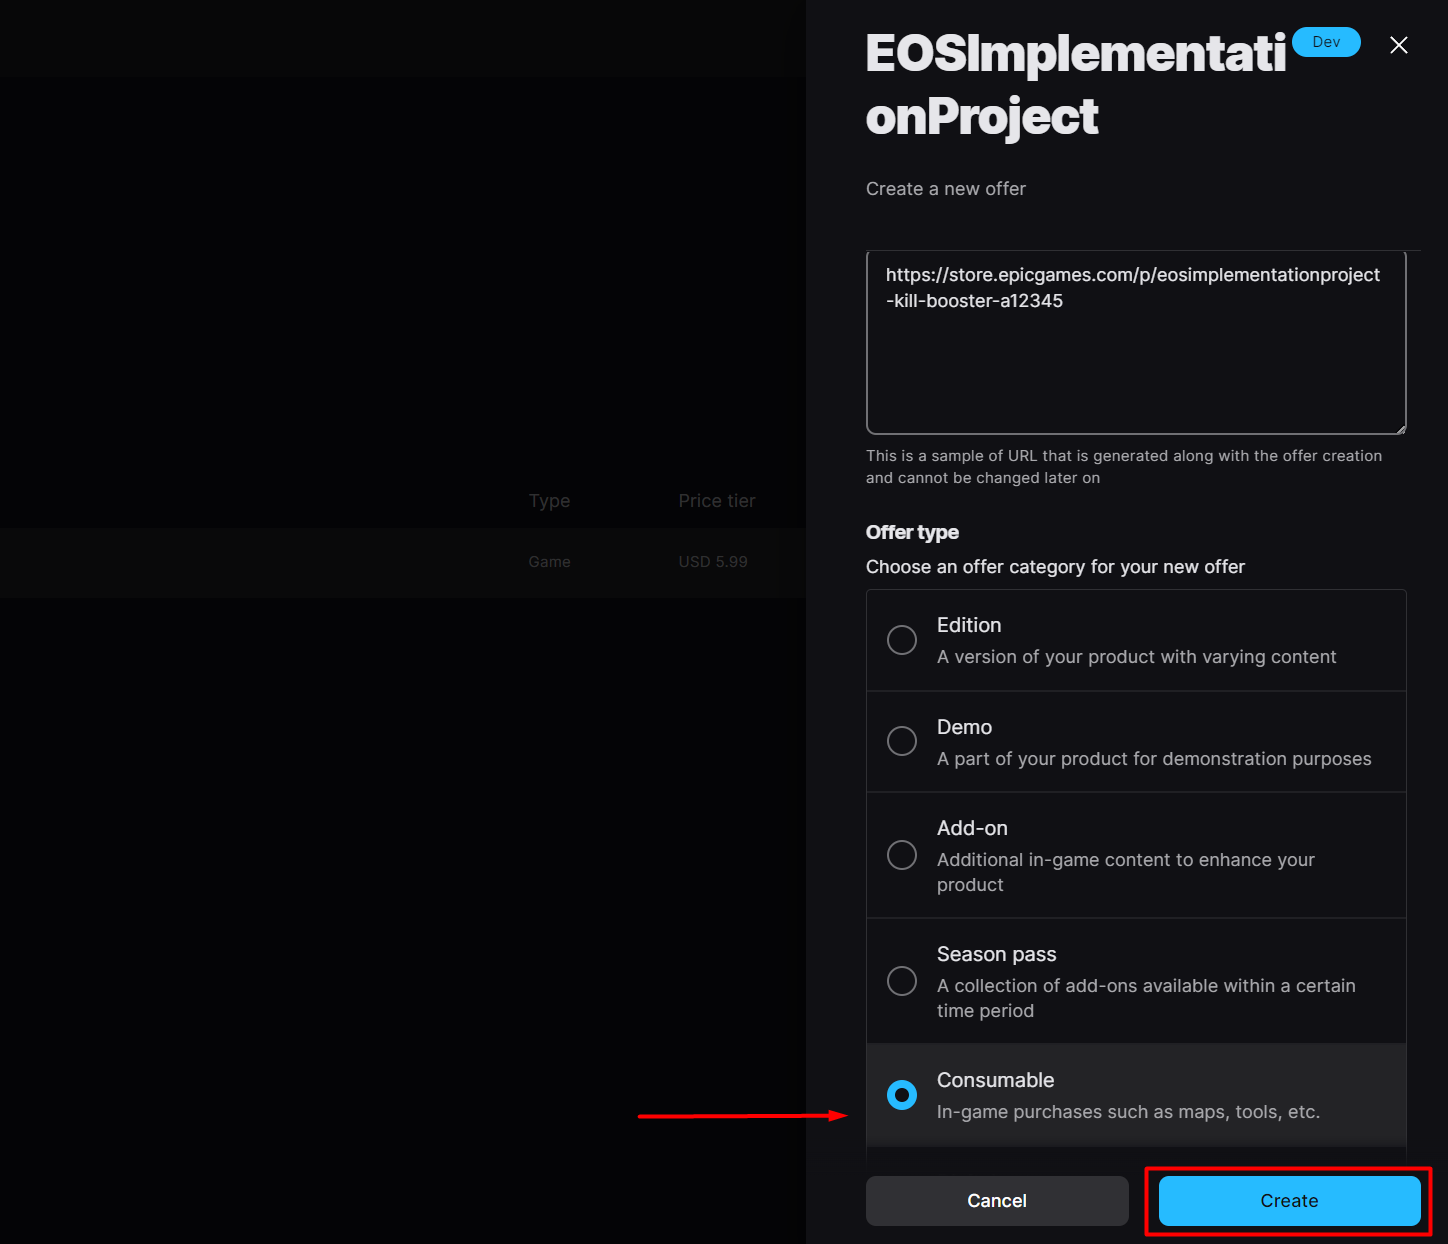 EOSImplementati
onProject
Dev
Create a new offer
https://store.epicgames.com/p/eosimplementationproject
-kill-booster-a12345
This is a sample of URL that is generated along with the offer creation
and cannot be changed later on
Type Price tier
Game USD 5.99
Offer type
Choose an offer category for your new offer
Edition
A version of your product with varying content
Demo
A part of your product for demonstration purposes
Add-on
Additional in-game content to enhance your
product
Season pass
A collection of add-ons available within a certain
time period
Consumable
In-game purchases such as maps, tools, etc.
Cancel Create